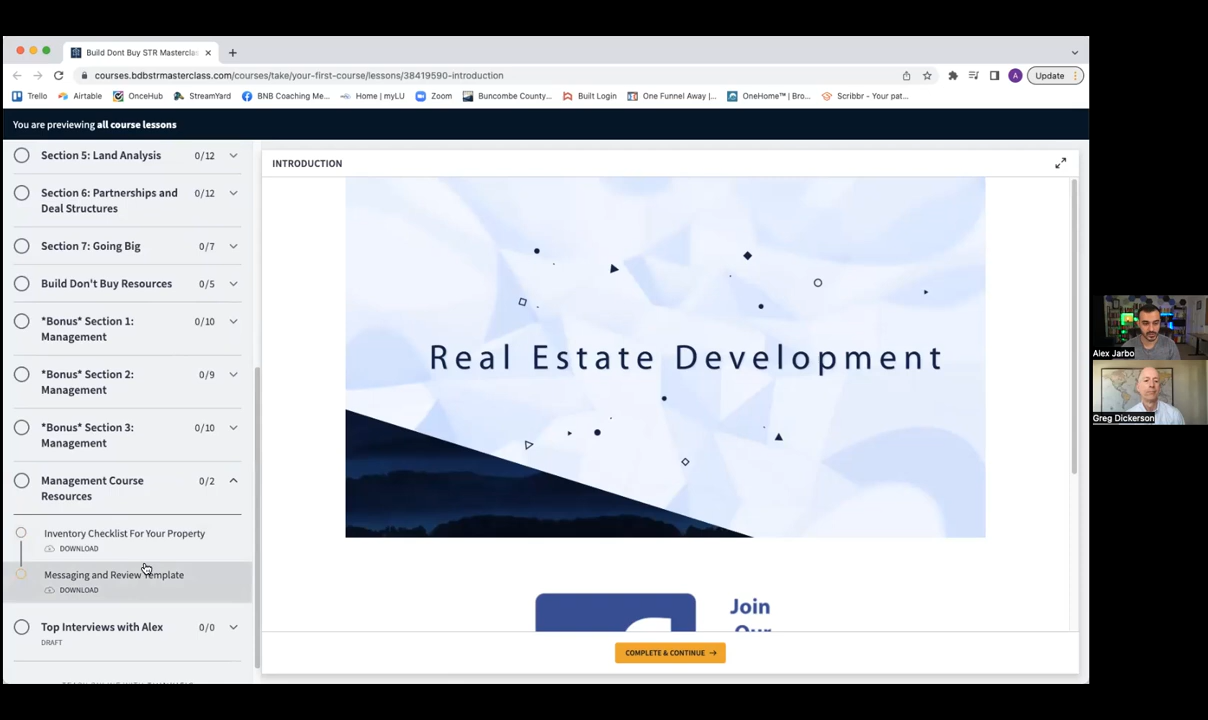 Build Dont Buy STR Mastercla
courses.bdbstrmasterclass.com/courses/take/your-first-course/lessons/38419590-introduction
A
Update
Trello
Airtable
OnceHub
StreamYard
BNB Coaching Me...
Home | myLU
Zoom
Buncombe County...
Built Login
One Funnel Away |...
OneHome™ | Bro...
Scribbr - Your pat...
You are previewing all course lessons
Section 5: Land Analysis 0/12
Section 6: Partnerships and
Deal Structures
0/12
Section 7: Going Big 0/7
Build Don't Buy Resources 0/5
*Bonus* Section 1:
Management
0/10
*Bonus* Section 2:
Management
0/9
*Bonus* Section 3:
Management
0/10
Management Course
Resources
0/2
Inventory Checklist For Your Property
DOWNLOAD
Messaging and Review Template
DOWNLOAD
Top Interviews with Alex 0/0
DRAFT
INTRODUCTION
Real Estate Development
Join
Our
COMPLETE & CONTINUE →
Alex Jarbo
Greg Dickerson